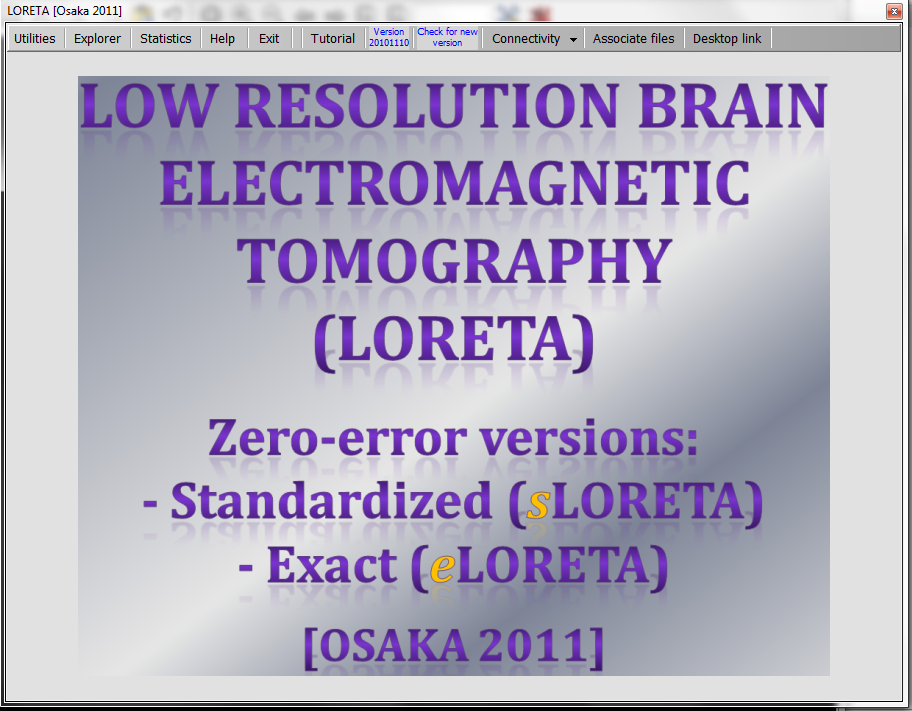 LORETA [Osaka 2011]
Utilities Explorer Statistics Help Exit Tutorial Version 20101110 Check for new version Connectivity Associate files Desktop link
LOW RESOLUTION BRAIN
ELECTROMAGNETIC
TOMOGRAPHY
(LORETA)
Zero-error versions:
- Standardized (sLORETA)
- Exact (eLORETA)
[OSAKA 2011]